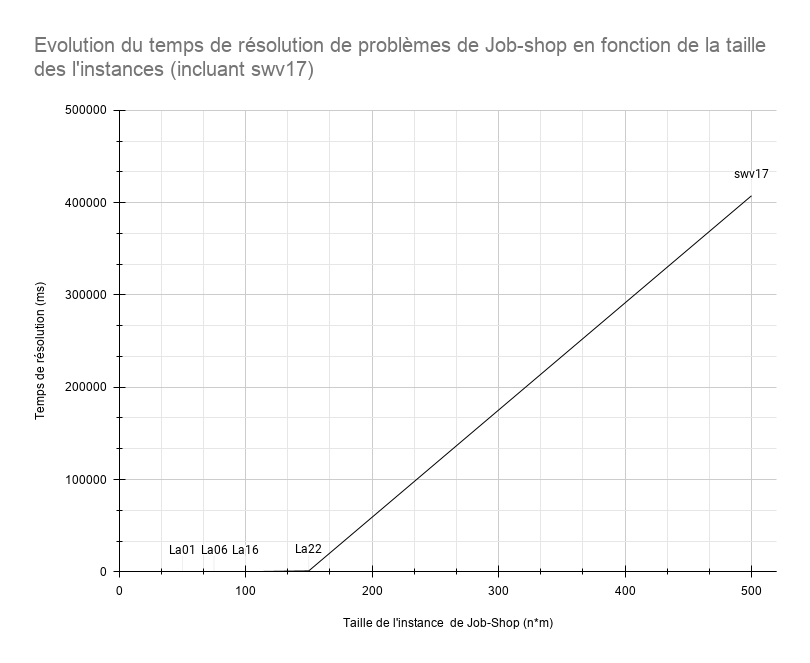 Evolution du temps de résolution de problèmes de Job-shop en fonction de la taille
des l'instances (incluant swv17)
500000
400000
300000
200000
100000
0
Temps de résolution (ms)
swv17
La01 La06 La16 La22
0 100 200 300 400 500
Taille de l'instance de Job-Shop (n*m)